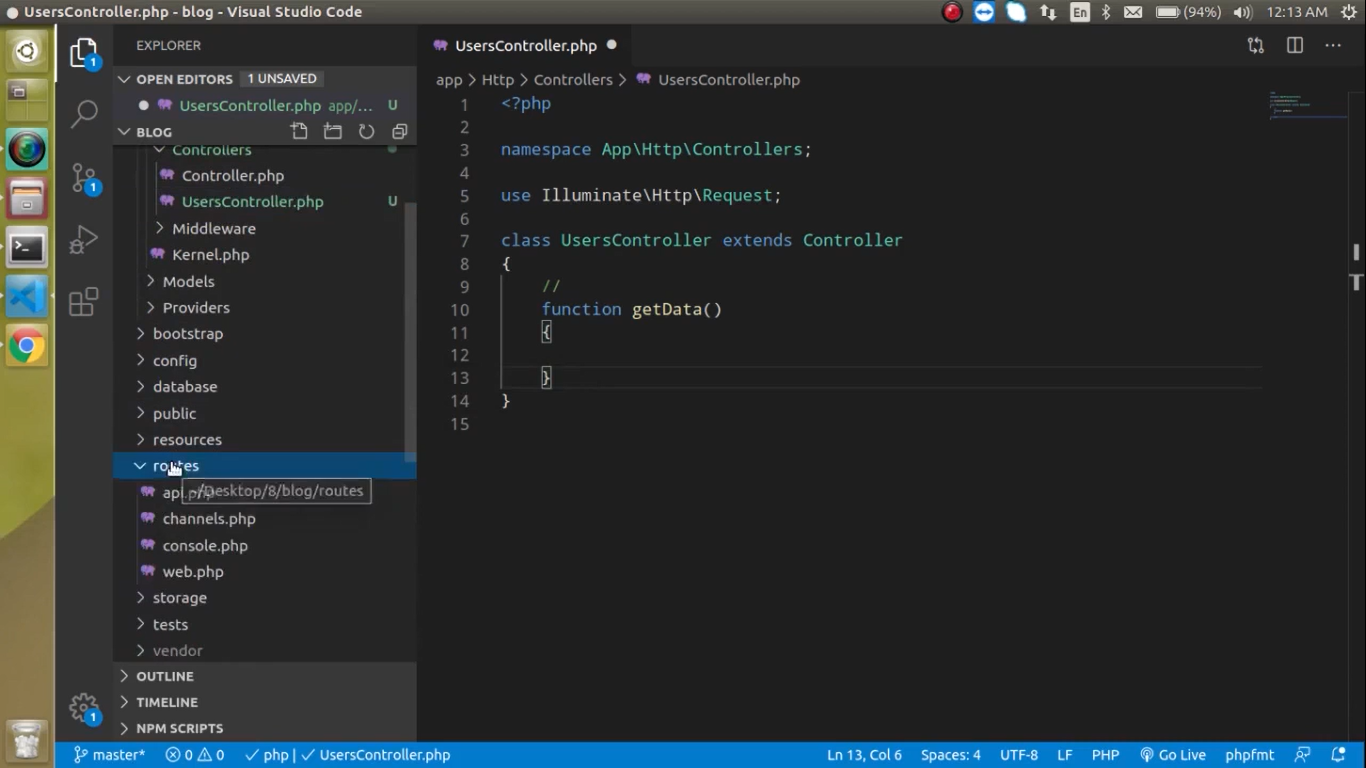 UsersController.php - blog - Visual Studio Code
En
(94%)
12:13 AM
EXPLORER
OPEN EDITORS 1 UNSAVED
UsersController.php app/... U
BLOG
Controllers
Controller.php
UsersController.php U
Middleware
Kernel.php
Models
Providers
bootstrap
config
database
public
resources
routes
api.php
~/Desktop/8/blog/routes
channels.php
console.php
web.php
storage
tests
vendor
OUTLINE
TIMELINE
NPM SCRIPTS
1
1
1
UsersController.php
app > Http > Controllers > UsersController.php
1 <?php
2
3 namespace App\Http\Controllers;
4
5 use Illuminate\Http\Request;
6
7 class UsersController extends Controller
8 {
9 //
10 function getData()
11 {
12
13 }
14 }
15
master* 0 0 php | UsersController.php
Ln 13, Col 6 Spaces: 4 UTF-8 LF PHP Go Live phpfmt